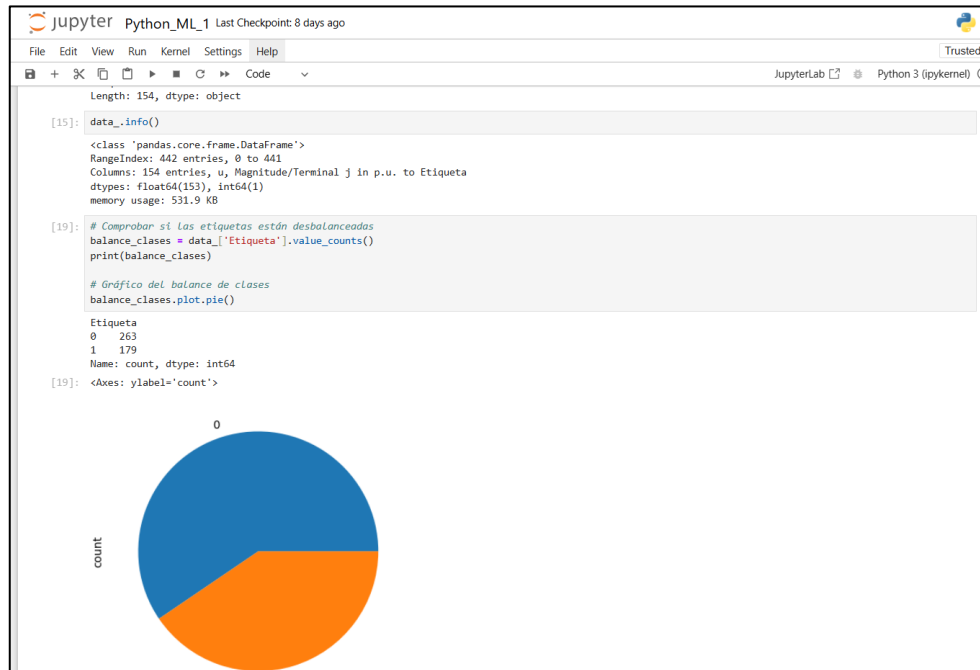 jupyter Python_ML_1 Last Checkpoint: 8 days ago
File Edit View Run Kernel Settings Help Trusted
Code JupyterLab Python 3 (ipykernel)
Length: 154, dtype: object
[15]: data_.info()
<class 'pandas.core.frame.DataFrame'>
RangeIndex: 442 entries, 0 to 441
Columns: 154 entries, u, Magnitude/Terminal j in p.u. to Etiqueta
dtypes: float64(153), int64(1)
memory usage: 531.9 KB
[19]: # Comprobar si las etiquetas están desbalanceadas
balance_clases = data_['Etiqueta'].value_counts()
print(balance_clases)
# Gráfico del balance de clases
balance_clases.plot.pie()
Etiqueta
0 263
1 179
Name: count, dtype: int64
[19]: <Axes: ylabel='count'>
0
count